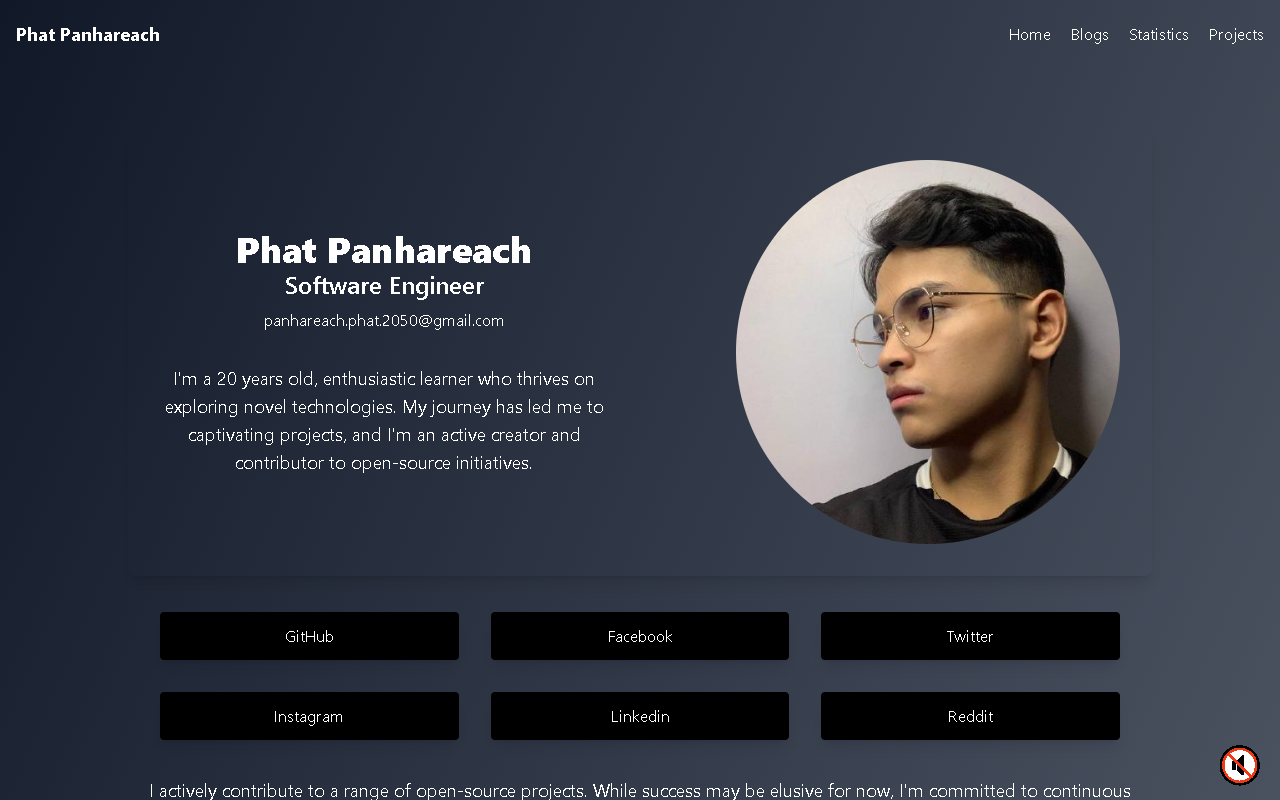 Phat Panhareach
Home Blogs Statistics Projects
Phat Panhareach
Software Engineer
panhareach.phat.2050@gmail.com
I'm a 20 years old, enthusiastic learner who thrives on
exploring novel technologies. My journey has led me to
captivating projects, and I'm an active creator and
contributor to open-source initiatives.
GitHub Facebook Twitter
Instagram Linkedin Reddit
I actively contribute to a range of open-source projects. While success may be elusive for now, I'm committed to continuous